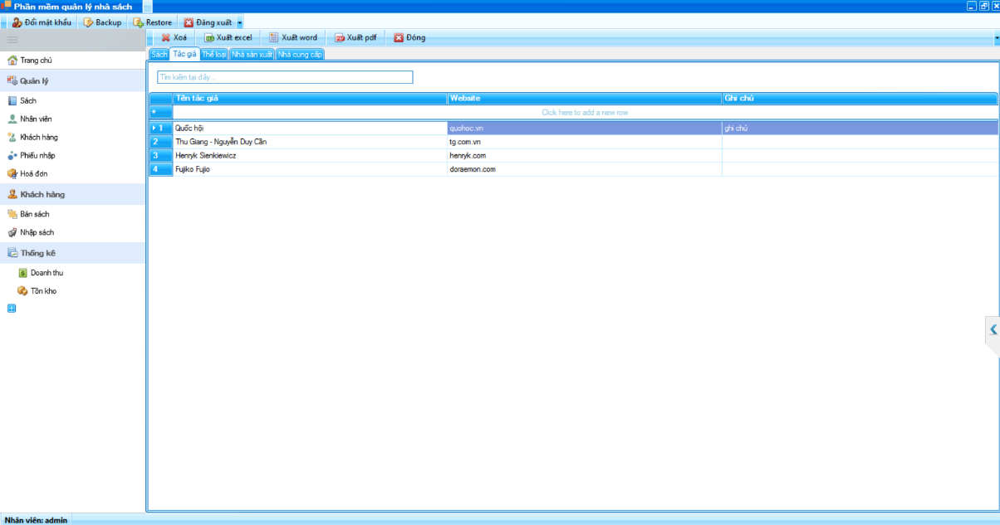 Phần mềm quản lý nhà sách
Đổi mật khẩu Backup Restore Đăng xuất
Xoá Xuất excel Xuất word Xuất pdf Đóng
Sách Tác giả Thể loại Nhà sản xuất Nhà cung cấp
Trang chủ
Quản lý
Sách
Nhân viên
Khách hàng
Phiếu nhập
Hoá đơn
Khách hàng
Bán sách
Nhập sách
Thống kê
Doanh thu
Tồn kho
Tìm kiếm tại đây...
Tên tác giả Website Ghi chú
Click here to add a new row
1 Quốc hội quohoc.vn ghi chú
2 Thu Giang - Nguyễn Duy Cần tg.com.vn
3 Henryk Sienkiewicz henryk.com
4 Fujiko Fujio doraemon.com
Nhân viên: admin